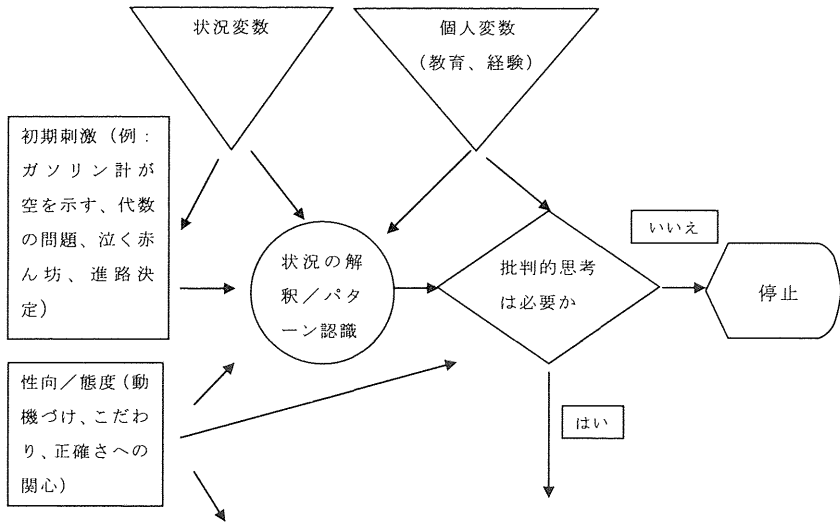 状況変数
個人変数
（教育、経験）
初期刺激（例：
ガソリン計が
空を示す、代数
の問題、泣く赤
ん坊、進路決
定）
いいえ
状況の解
釈／パタ
ーン認識
批判的思考
は必要か
停止
性向／態度（動
機づけ、こだわ
り、正確さへの
関心）
はい